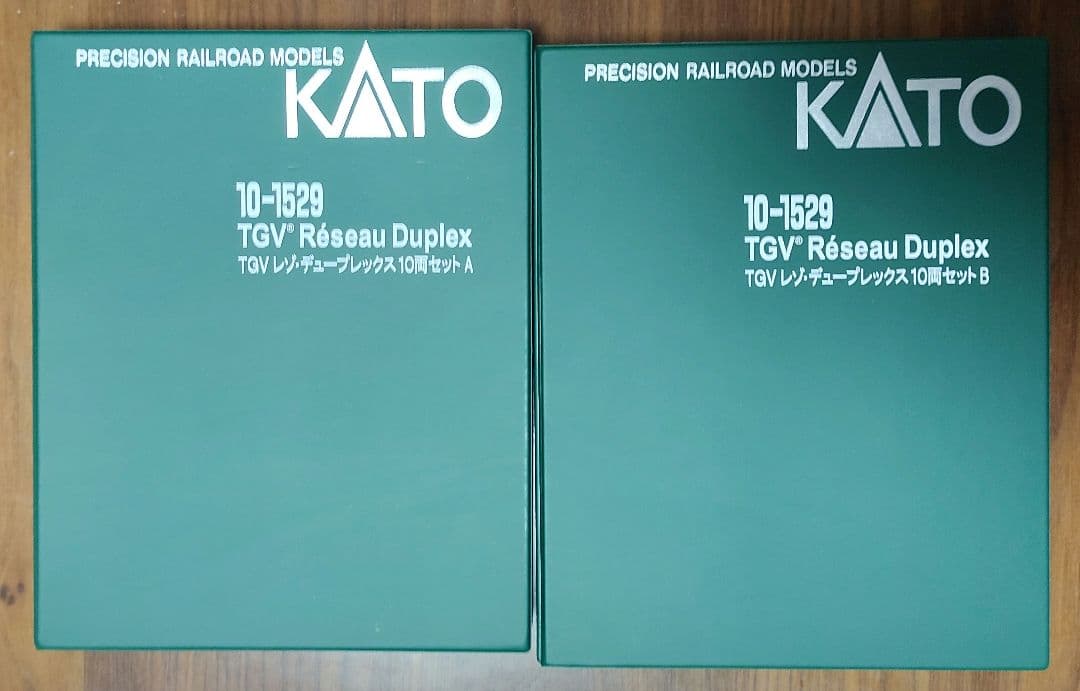 PRECISION RAILROAD MODELS
KATO
10-1529
TGV® Réseau Duplex
TGV レゾ・デュープレックス10両セット A
PRECISION RAILROAD MODELS
KATO
10-1529
TGV® Réseau Duplex
TGV レゾ・デュープレックス10両セット B